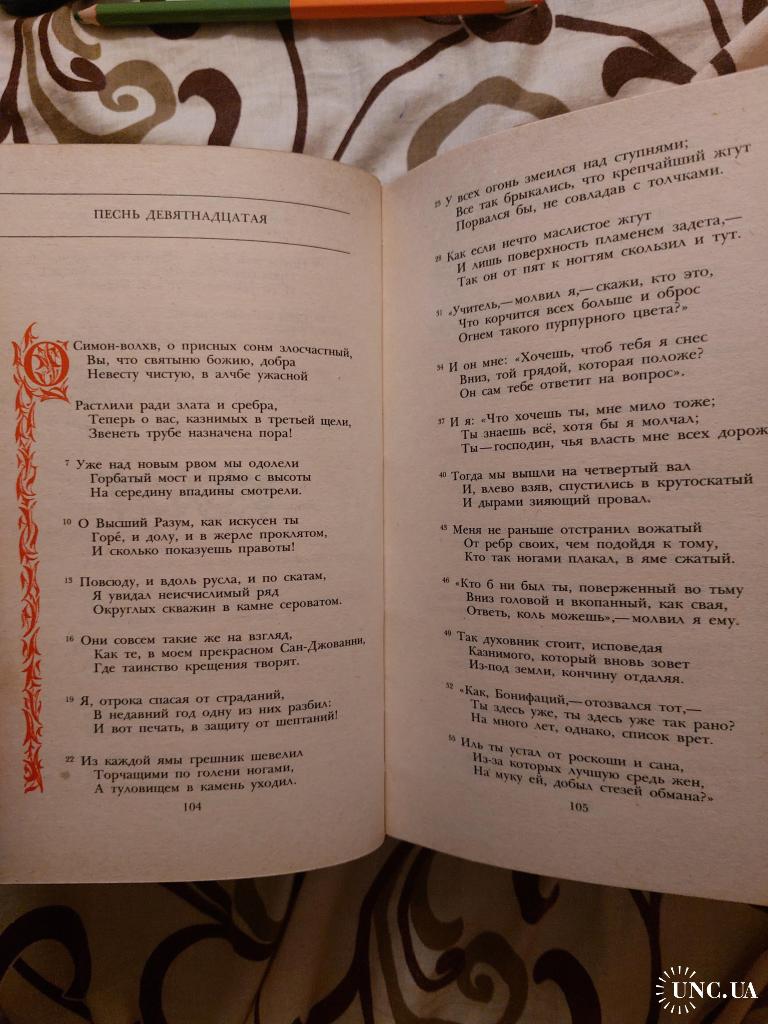 ПЕСНЬ ДЕВЯТНАДЦАТАЯ
О Симон-волхв, о присных сонм злосчастный,
Вы, что святыню божию, добра
Невесту чистую, в алчбе ужасной
Растлили ради злата и сребра,
Теперь о вас, казнимых в третьей щели,
Звенеть трубе назначена пора!
7 Уже над новым рвом мы одолели
Горбатый мост и прямо с высоты
На середину впадины смотрели.
10 О Высший Разум, как искусен ты
Горе́, и долу, и в жерле проклятом,
И сколько показуешь правоты!
13 Повсюду, и вдоль русла, и по скатам,
Я увидал неисчислимый ряд
Округлых скважин в камне сероватом.
16 Они совсем такие же на взгляд,
Как те, в моем прекрасном Сан-Джованни,
Где таинство крещения творят.
19 Я, отрока спасая от страданий,
В недавний год одну из них разбил:
И вот печать, в защиту от шептаний!
22 Из каждой ямы грешник шевелил
Торчащими по голени ногами,
А туловищем в камень уходил.
104
25 У всех огонь змеился над ступнями;
Все так брыкались, что крепчайший жгут
Порвался бы, не совладав с толчками.
28 Как если нечто маслистое жгут
И лишь поверхность пламенем задета,—
Так он от пят к ногтям скользил и тут.
31 «Учитель,— молвил я,— скажи, кто это,
Что корчится всех больше и оброс
Огнем такого пурпурного цвета?»
34 И он мне: «Хочешь, чтоб тебя я снес
Вниз, той грядой, которая положе?
Он сам тебе ответит на вопрос».
37 И я: «Что хочешь ты, мне мило тоже;
Ты знаешь всё, хотя бы я молчал;
Ты — господин, чья власть мне всех дорож
40 Тогда мы вышли на четвертый вал
И, влево взяв, спустились в крутоскатый
И дырами зияющий провал.
43 Меня не раньше отстранил вожатый
От ребр своих, чем подойдя к тому,
Кто так ногами плакал, в яме сжатый.
46 «Кто б ни был ты, поверженный во тьму
Вниз головой и вкопанный, как свая,
Ответь, коль можешь»,— молвил я ему.
49 Так духовник стоит, исповедая
Казнимого, который вновь зовет
Из-под земли, кончину отдаляя.
52 «Как, Бонифаций,— отозвался тот,—
Ты здесь уже, ты здесь уже так рано?
На много лет, однако, список врет.
55 Иль ты устал от роскоши и сана,
Из-за которых лучшую средь жен,
На муку ей, добыл стезей обмана?»
105
UNC.UA